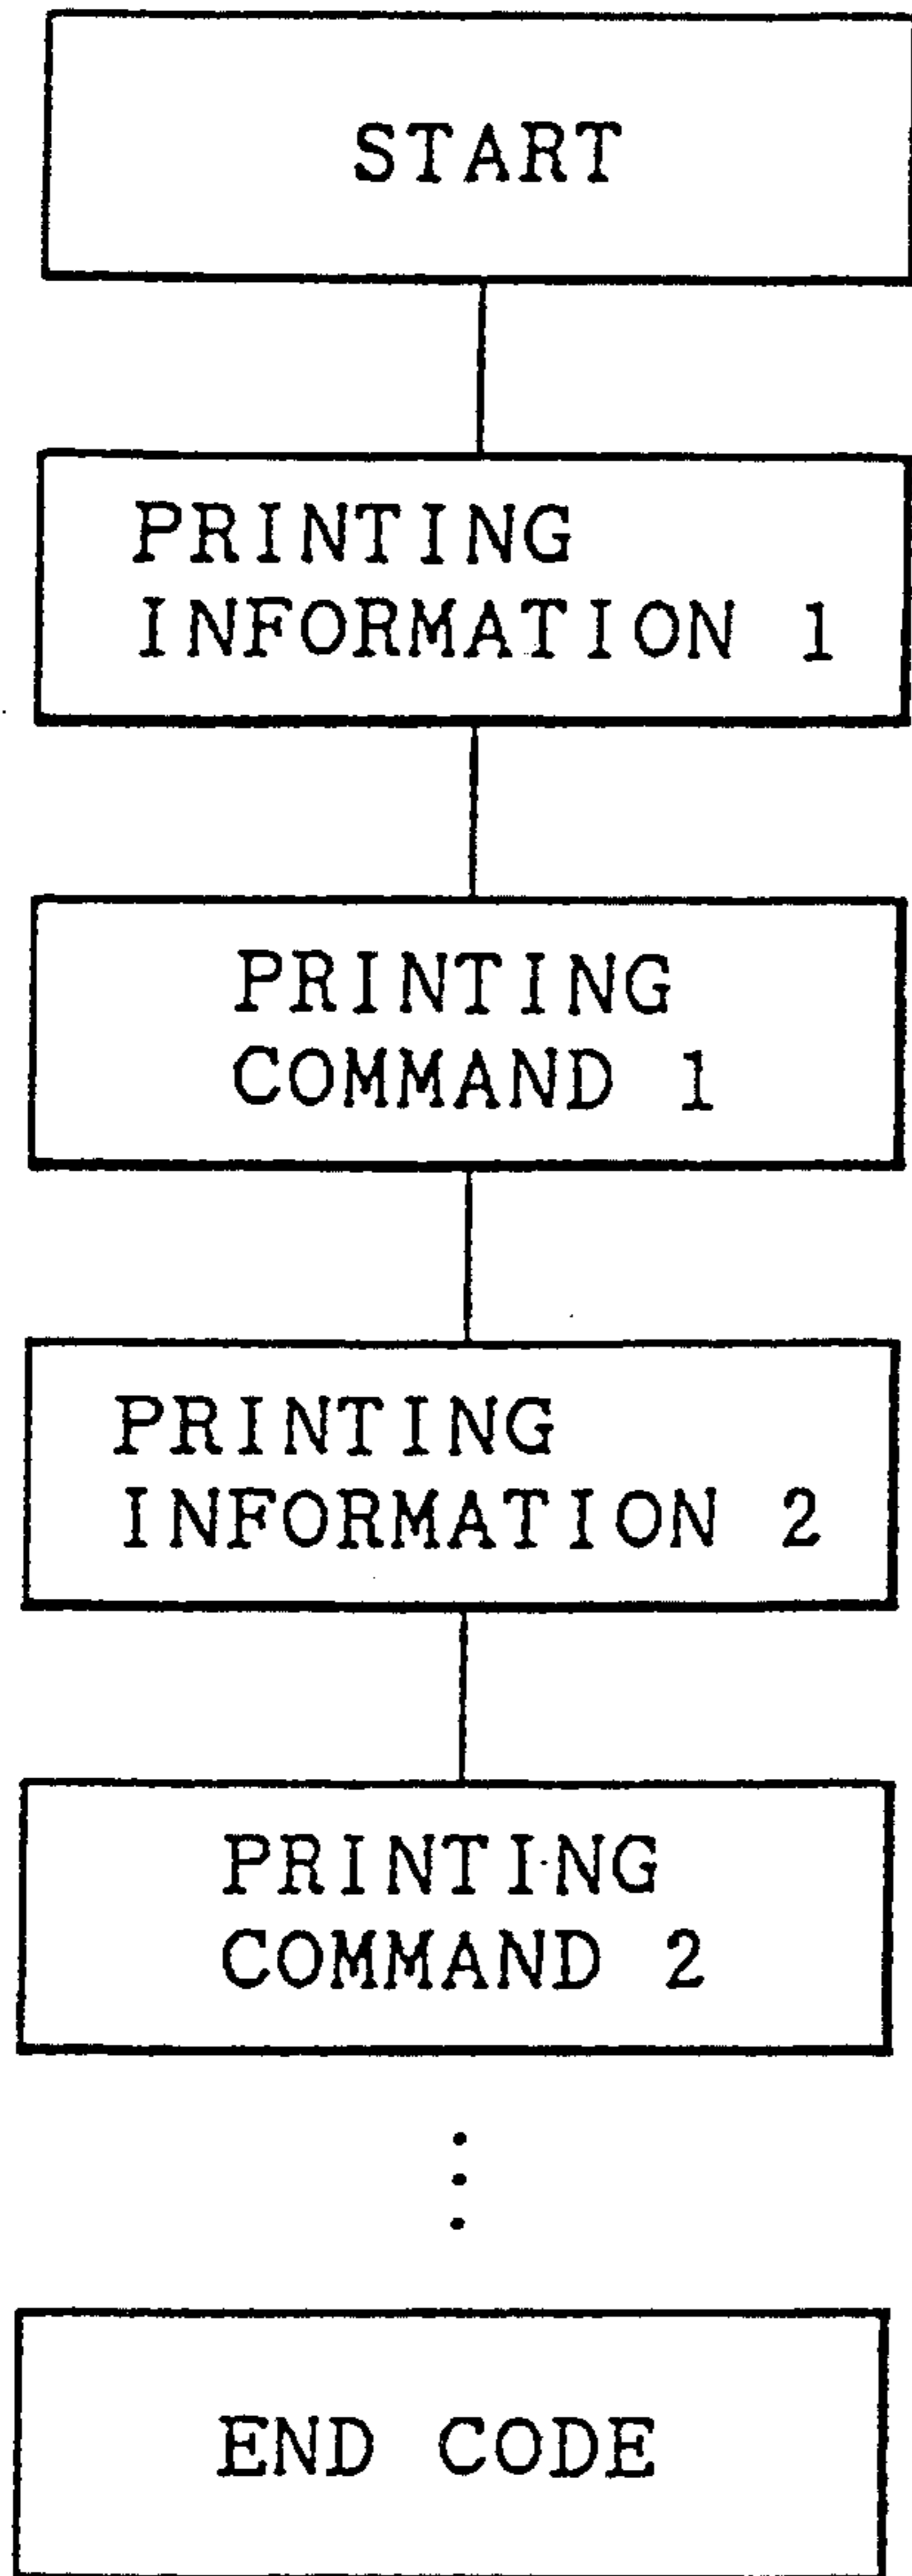 START
PRINTING
INFORMATION 1
PRINTING
COMMAND 1
PRINTING
INFORMATION 2
PRINTING
COMMAND 2
END CODE